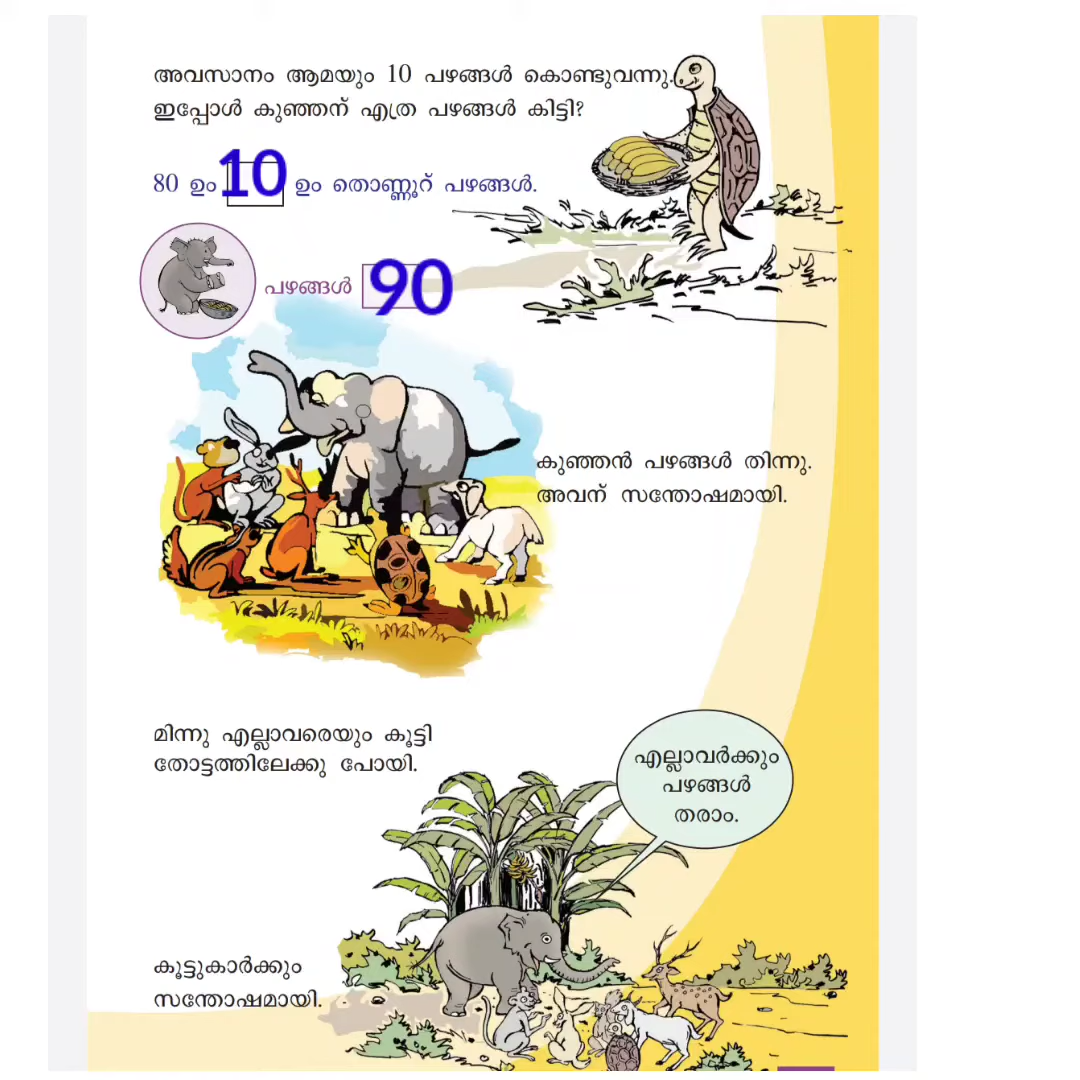 അവസാനം ആമയും 10 പഴങ്ങൾ കൊണ്ടുവന്നു.
ഇപ്പോൾ കുഞ്ഞന് എത്ര പഴങ്ങൾ കിട്ടി?
80 ഉം 10 ഉം തൊണ്ണൂറ് പഴങ്ങൾ.
പഴങ്ങൾ 90
കുഞ്ഞൻ പഴങ്ങൾ തിന്നു.
അവന് സന്തോഷമായി.
മിന്നു എല്ലാവരെയും കൂട്ടി
തോട്ടത്തിലേക്കു പോയി.
എല്ലാവർക്കും
പഴങ്ങൾ
തരാം.
കൂട്ടുകാർക്കും
സന്തോഷമായി.